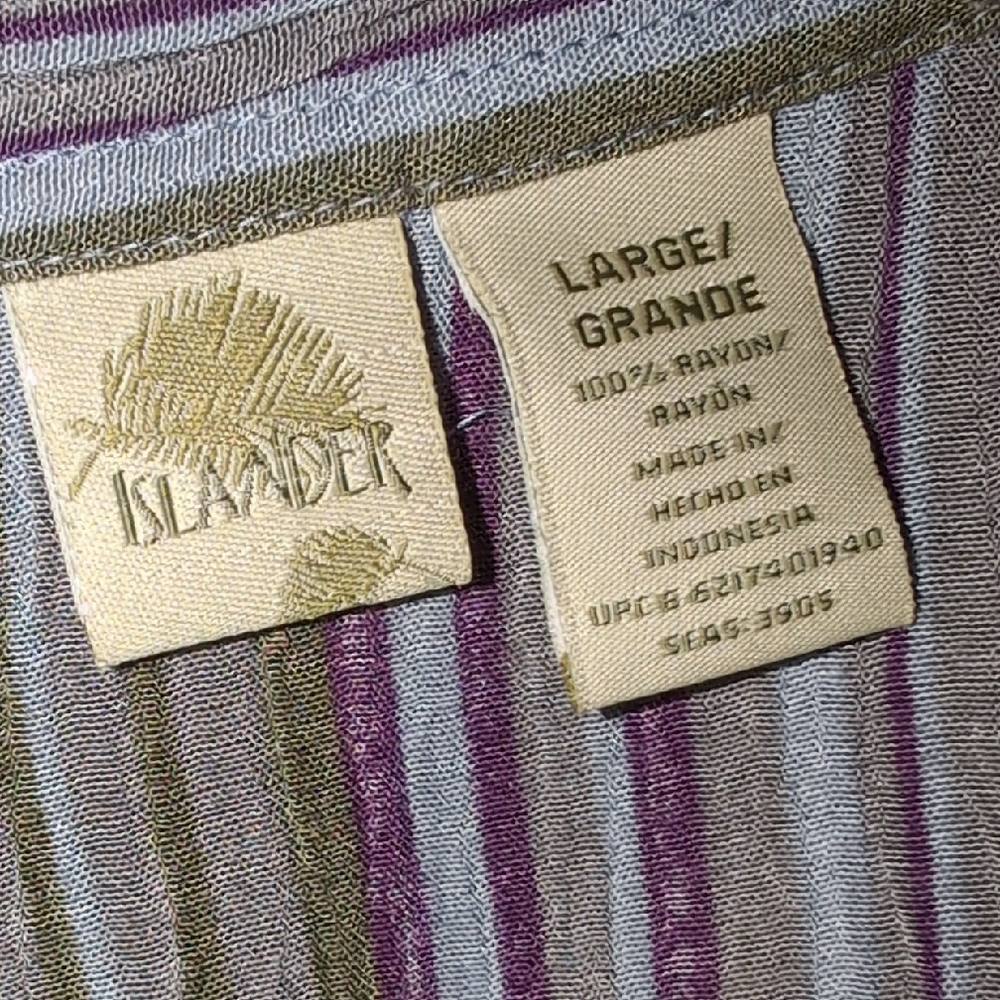 ISLANDER
LARGE/
GRANDE
100% RAYON/
RAYÓN
MADE IN/
HECHO EN
INDONESIA
UPC 6 6217401940
SEAS: 3905